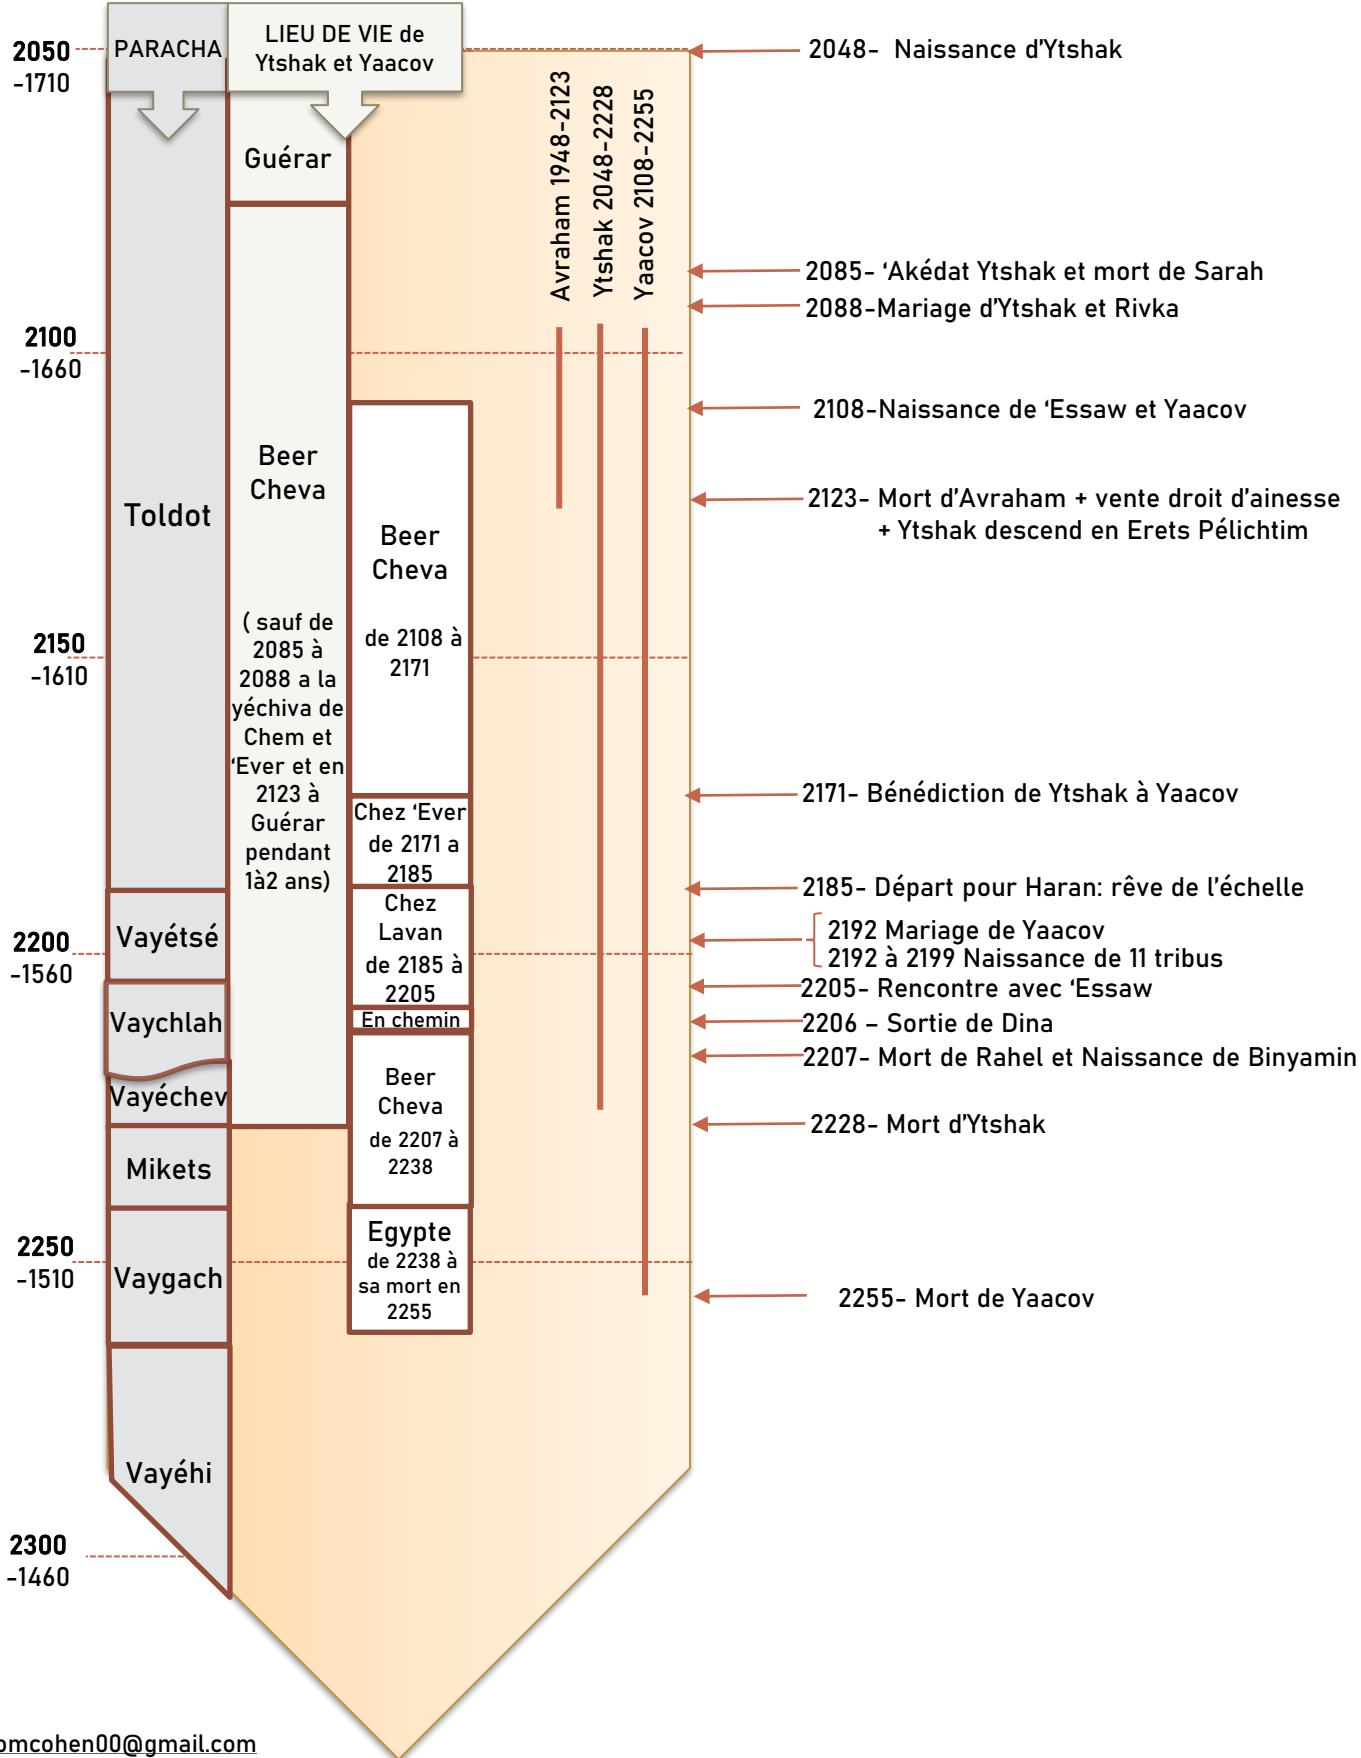 PARACHA
LIEU DE VIE de
Ytshak et Yaacov
2050
-1710
2100
-1660
2150
-1610
2200
-1560
2250
-1510
2300
-1460
Toldot
Vayétsé
Vaychlah
Vayéchev
Mikets
Vaygach
Vayéhi
Guérar
Beer
Cheva
( sauf de
2085 à
2088 a la
yéchiva de
Chem et
‘Ever et en
2123 à
Guérar
pendant
1à2 ans)
Beer
Cheva
de 2108 à
2171
Chez ‘Ever
de 2171 a
2185
Chez
Lavan
de 2185 à
2205
En chemin
Beer
Cheva
de 2207 à
2238
Egypte
de 2238 à
sa mort en
2255
Avraham 1948-2123
Ytshak 2048-2228
Yaacov 2108-2255
2048- Naissance d’Ytshak
2085- ‘Akédat Ytshak et mort de Sarah
2088-Mariage d’Ytshak et Rivka
2108-Naissance de ‘Essaw et Yaacov
2123- Mort d’Avraham + vente droit d’ainesse
+ Ytshak descend en Erets Pélichtim
2171- Bénédiction de Ytshak à Yaacov
2185- Départ pour Haran: rêve de l’échelle
2192 Mariage de Yaacov
2192 à 2199 Naissance de 11 tribus
2205- Rencontre avec ‘Essaw
2206 – Sortie de Dina
2207- Mort de Rahel et Naissance de Binyamin
2228- Mort d’Ytshak
2255- Mort de Yaacov
omcohen00@gmail.com